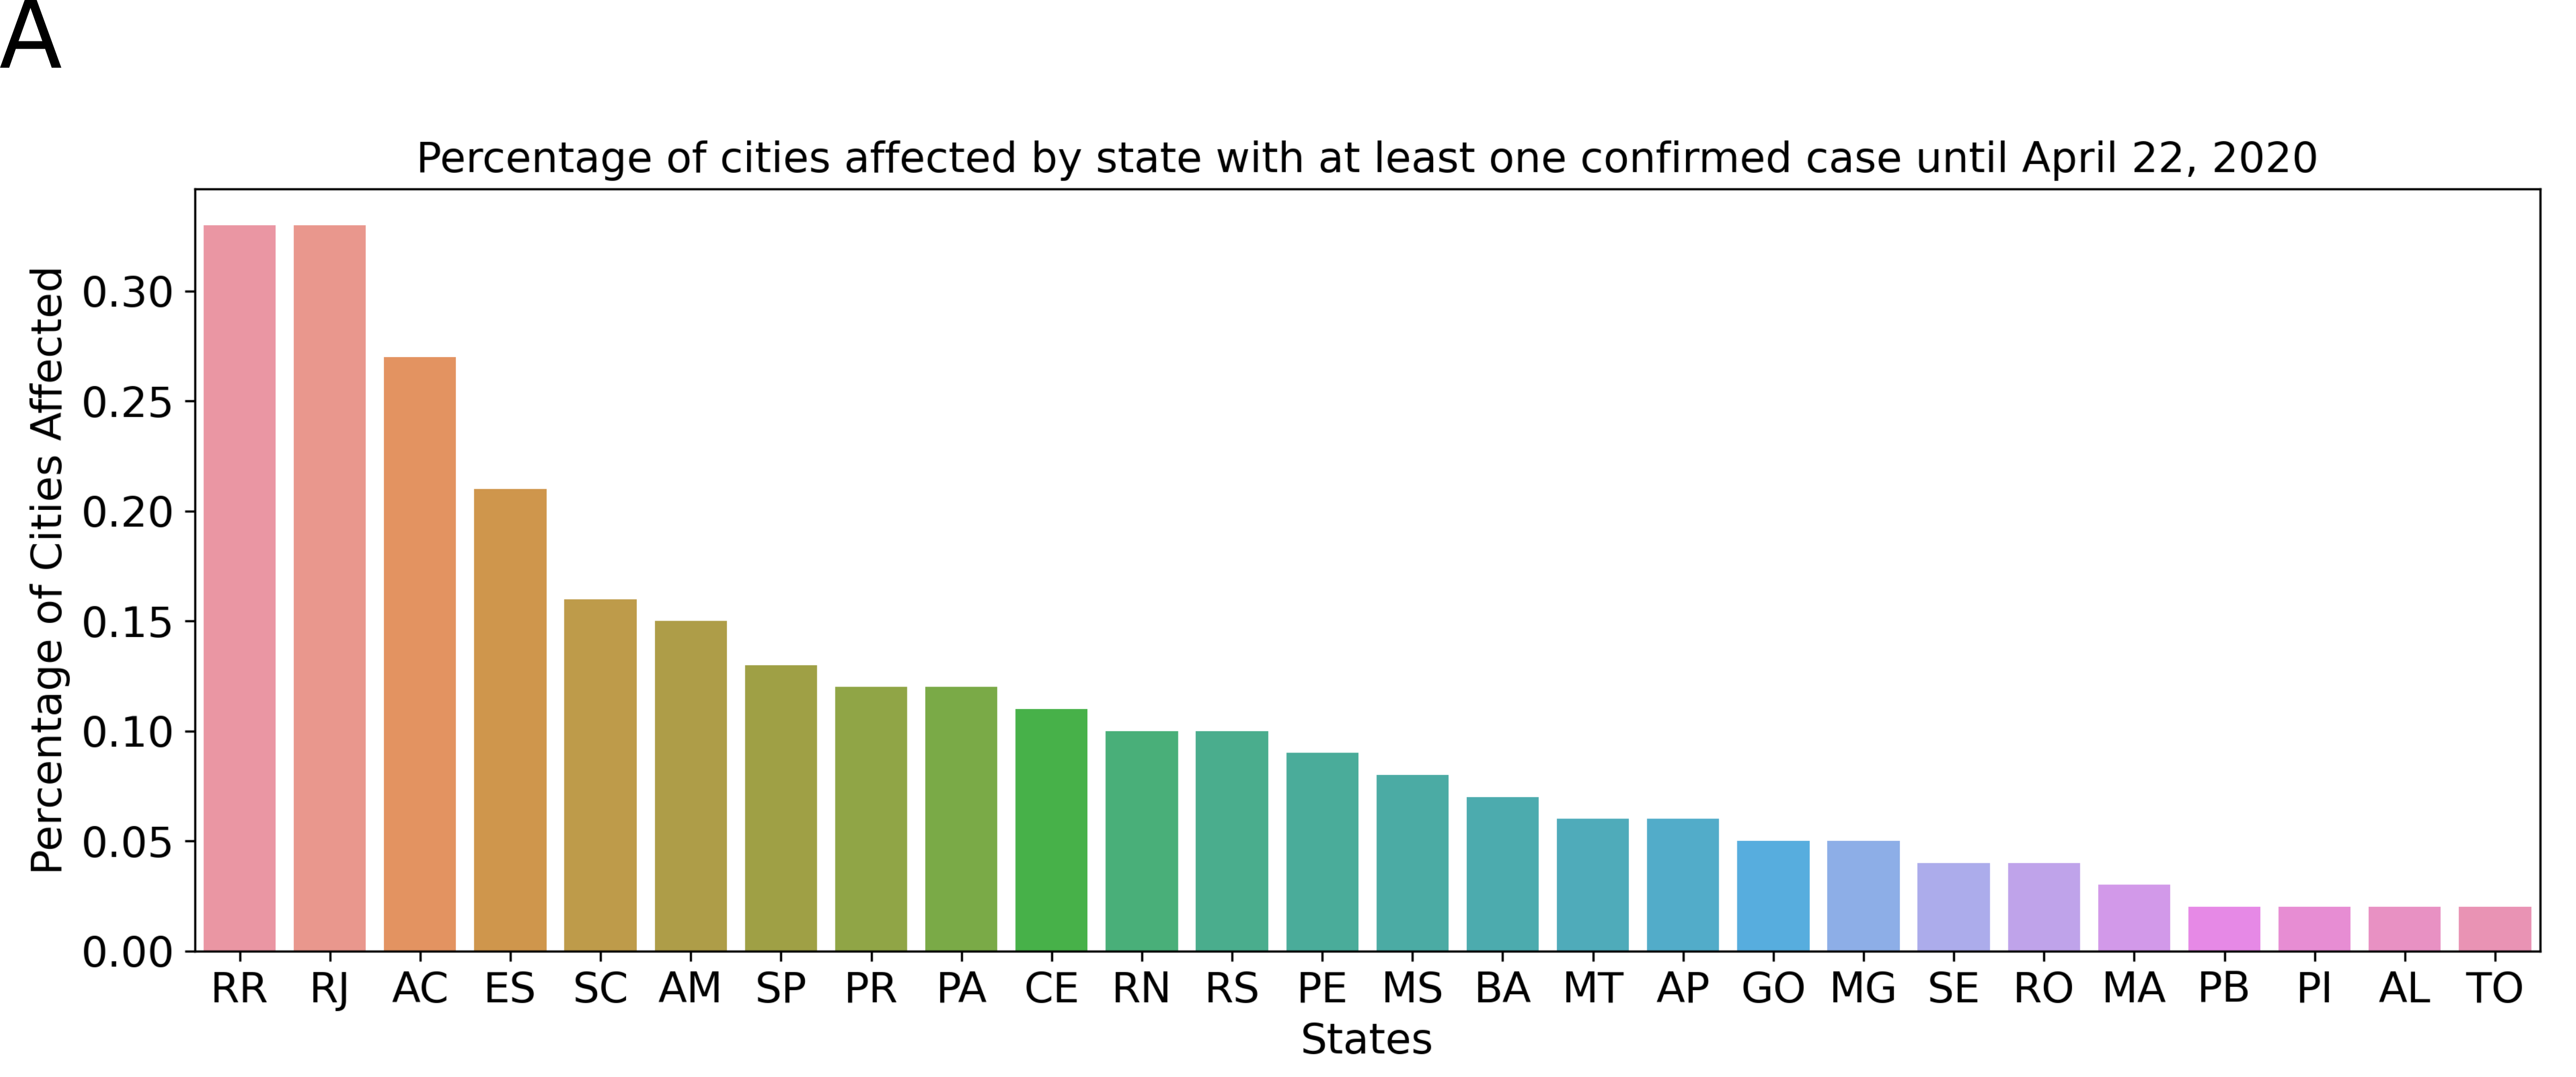 A
Percentage of cities affected by state with at least one confirmed case until April 22, 2020
Percentage of Cities Affected
0.30
0.25
0.20
0.15
0.10
0.05
0.00
RR RJ AC ES SC AM SP PR PA CE RN RS PE MS BA MT AP GO MG SE RO MA PB PI AL TO
States